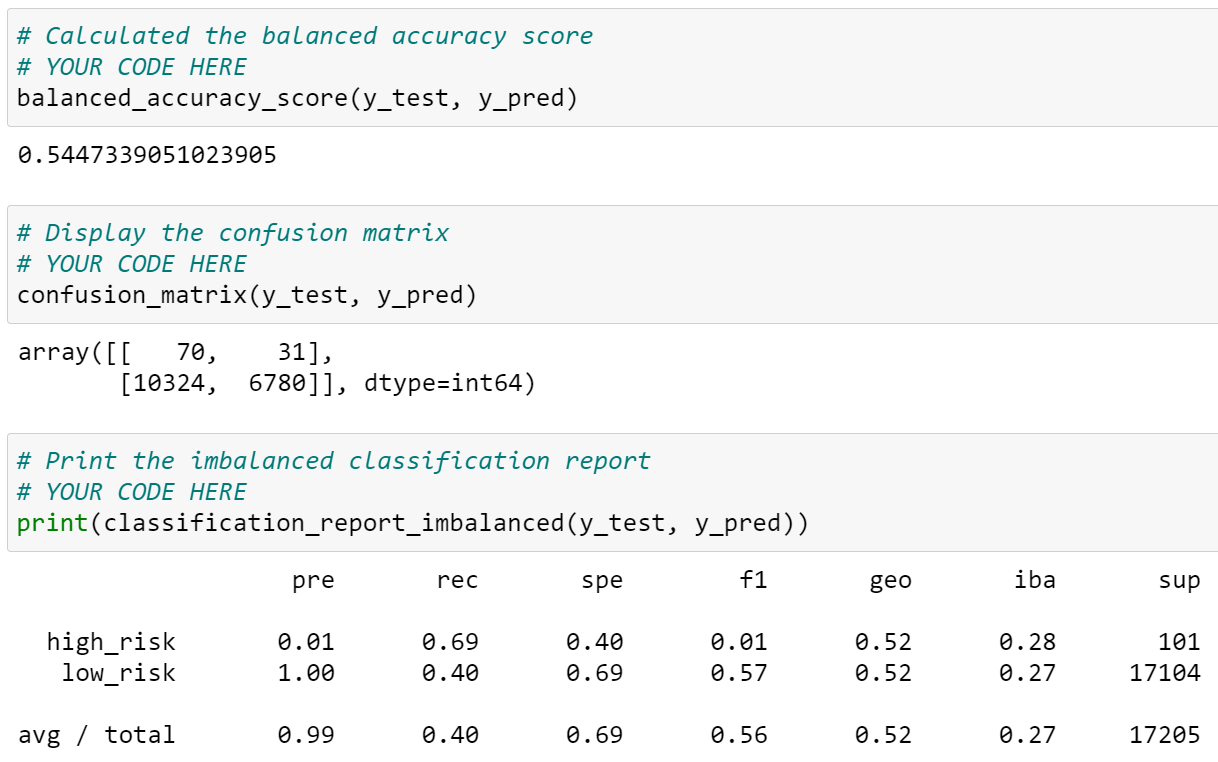 # Calculated the balanced accuracy score
# YOUR CODE HERE
balanced_accuracy_score(y_test, y_pred)
0.5447339051023905
# Display the confusion matrix
# YOUR CODE HERE
confusion_matrix(y_test, y_pred)
array([[   70,    31],
       [10324,  6780]], dtype=int64)
# Print the imbalanced classification report
# YOUR CODE HERE
print(classification_report_imbalanced(y_test, y_pred))
                   pre       rec       spe        f1       geo       iba       sup
  high_risk       0.01      0.69      0.40      0.01      0.52      0.28       101
   low_risk       1.00      0.40      0.69      0.57      0.52      0.27     17104
avg / total       0.99      0.40      0.69      0.56      0.52      0.27     17205